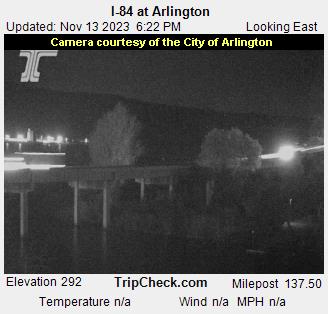 I-84 at Arlington
Updated: Nov 13 2023 6:22 PM Looking East
Camera courtesy of the City of Arlington
Elevation 292 TripCheck.com Milepost 137.50
Temperature n/a Wind n/a MPH n/a